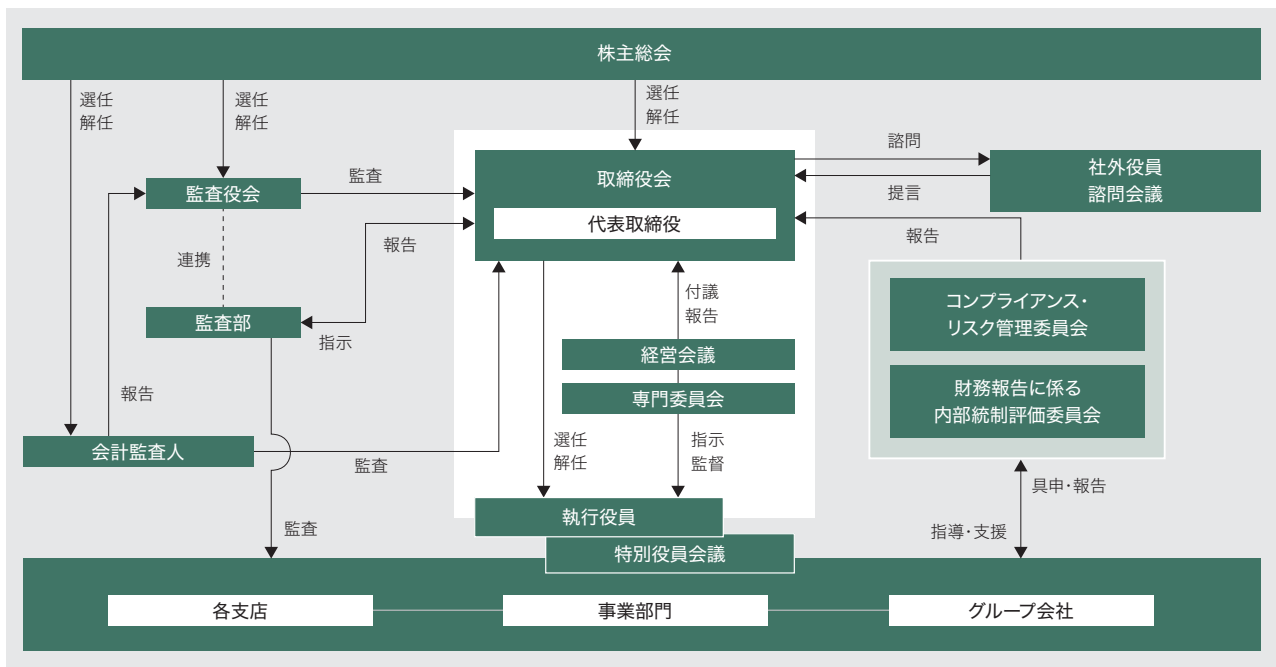 株主総会
選任
解任
選任
解任
選任
解任
監査役会
監査
取締役会
代表取締役
諮問
提言
社外役員
諮問会議
報告
連携
報告
監査部
指示
付議
報告
経営会議
専門委員会
コンプライアンス・
リスク管理委員会
財務報告に係る
内部統制評価委員会
報告
会計監査人
監査
選任
解任
指示
監督
具申・報告
指導・支援
監査
執行役員
特別役員会議
各支店
事業部門
グループ会社